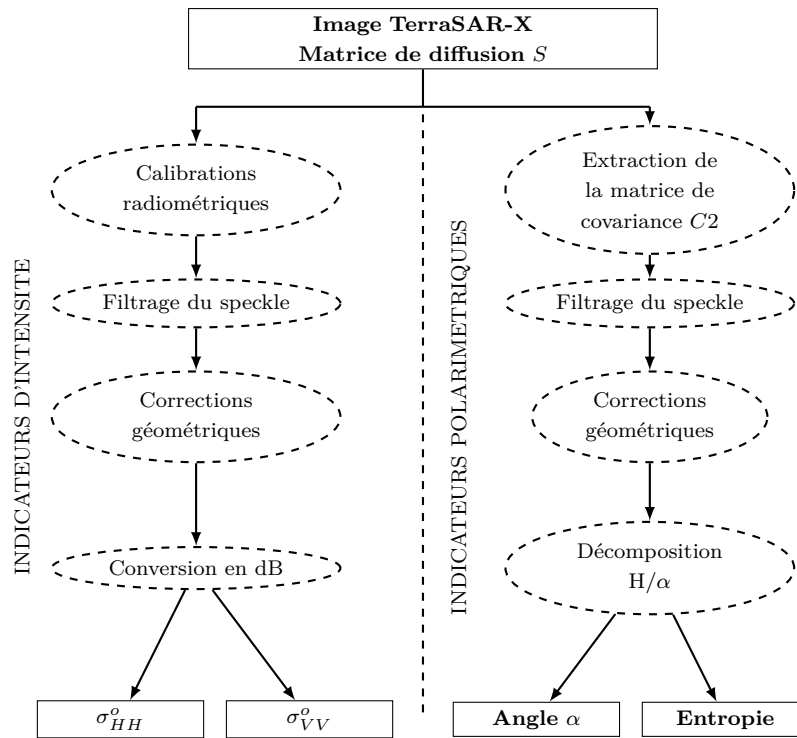 Image TerraSAR-X
Matrice de diffusion S
INDICATEURS D'INTENSITE
Calibrations
radiométriques
Filtrage du speckle
Corrections
géométriques
Conversion en dB
σ°HH
σ°VV
INDICATEURS POLARIMETRIQUES
Extraction de
la matrice de
covariance C2
Filtrage du speckle
Corrections
géométriques
Décomposition
H/α
Angle α
Entropie